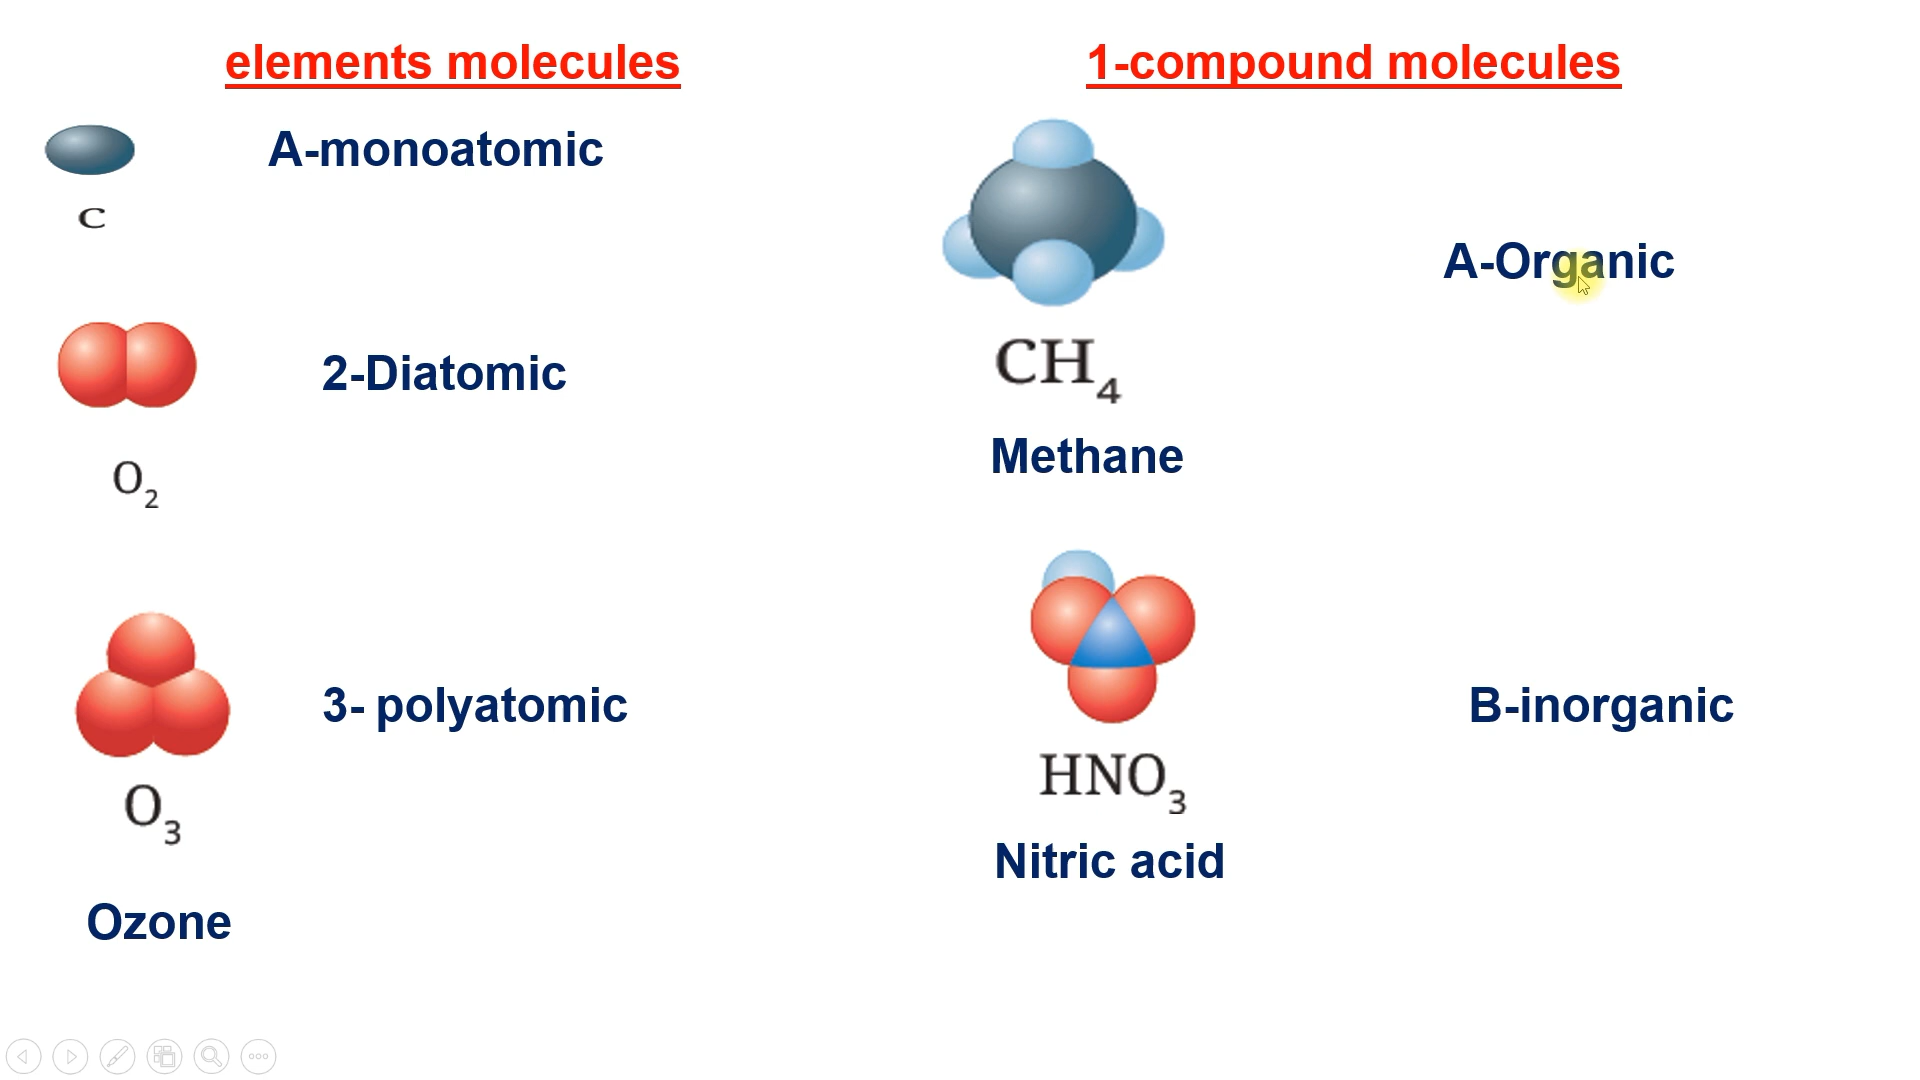 elements molecules
A-monoatomic
C
2-Diatomic
O2
3- polyatomic
O3
Ozone
1-compound molecules
A-Organic
CH4
Methane
B-inorganic
HNO3
Nitric acid